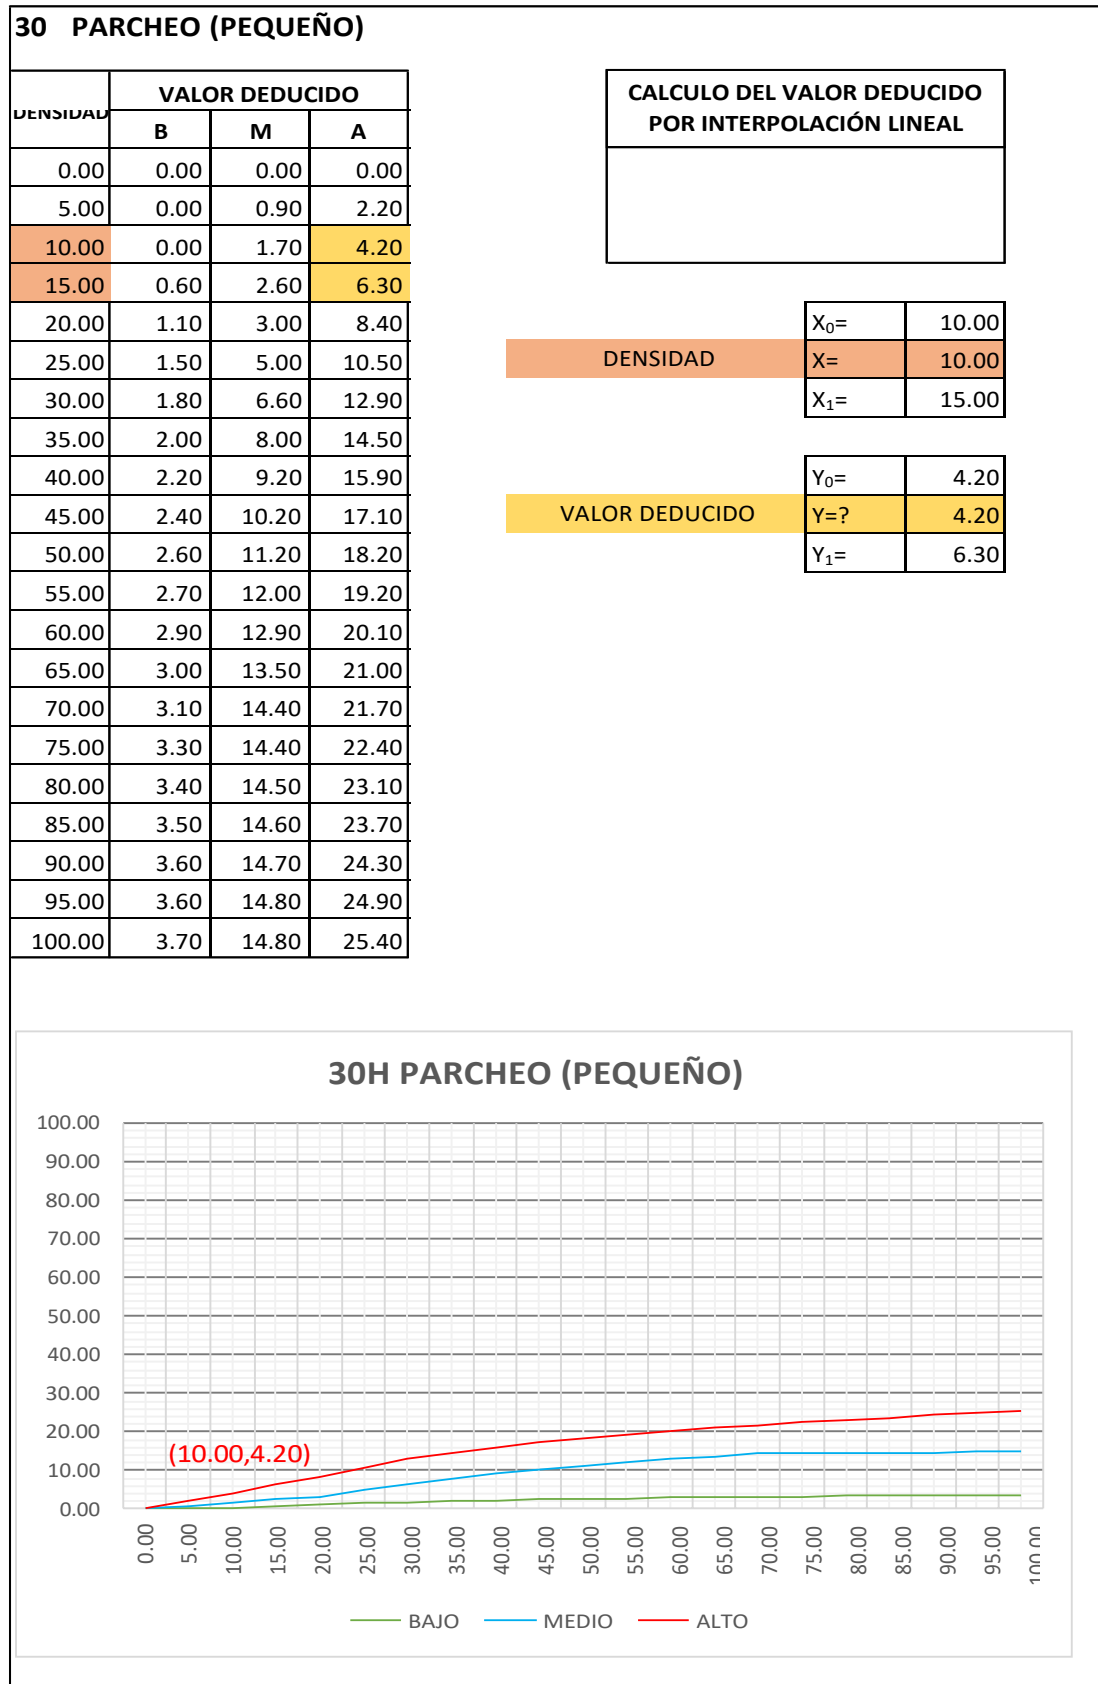 30 PARCHEO (PEQUEÑO)
DENSIDAD VALOR DEDUCIDO
B M A
0.00 0.00 0.00 0.00
5.00 0.00 0.90 2.20
10.00 0.00 1.70 4.20
15.00 0.60 2.60 6.30
20.00 1.10 3.00 8.40
25.00 1.50 5.00 10.50
30.00 1.80 6.60 12.90
35.00 2.00 8.00 14.50
40.00 2.20 9.20 15.90
45.00 2.40 10.20 17.10
50.00 2.60 11.20 18.20
55.00 2.70 12.00 19.20
60.00 2.90 12.90 20.10
65.00 3.00 13.50 21.00
70.00 3.10 14.40 21.70
75.00 3.30 14.40 22.40
80.00 3.40 14.50 23.10
85.00 3.50 14.60 23.70
90.00 3.60 14.70 24.30
95.00 3.60 14.80 24.90
100.00 3.70 14.80 25.40
CALCULO DEL VALOR DEDUCIDO
POR INTERPOLACIÓN LINEAL
X₀= 10.00
DENSIDAD X= 10.00
X₁= 15.00
Y₀= 4.20
VALOR DEDUCIDO Y=? 4.20
Y₁= 6.30
30H PARCHEO (PEQUEÑO)
100.00
90.00
80.00
70.00
60.00
50.00
40.00
30.00
20.00
10.00
0.00
(10.00,4.20)
0.00 5.00 10.00 15.00 20.00 25.00 30.00 35.00 40.00 45.00 50.00 55.00 60.00 65.00 70.00 75.00 80.00 85.00 90.00 95.00 100.00
BAJO MEDIO ALTO